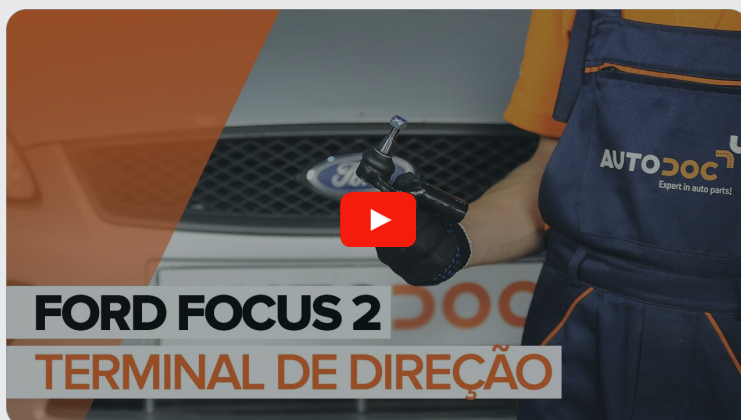 AUTODOC
Expert in auto parts!
FORD FOCUS 2
TERMINAL DE DIREÇÃO